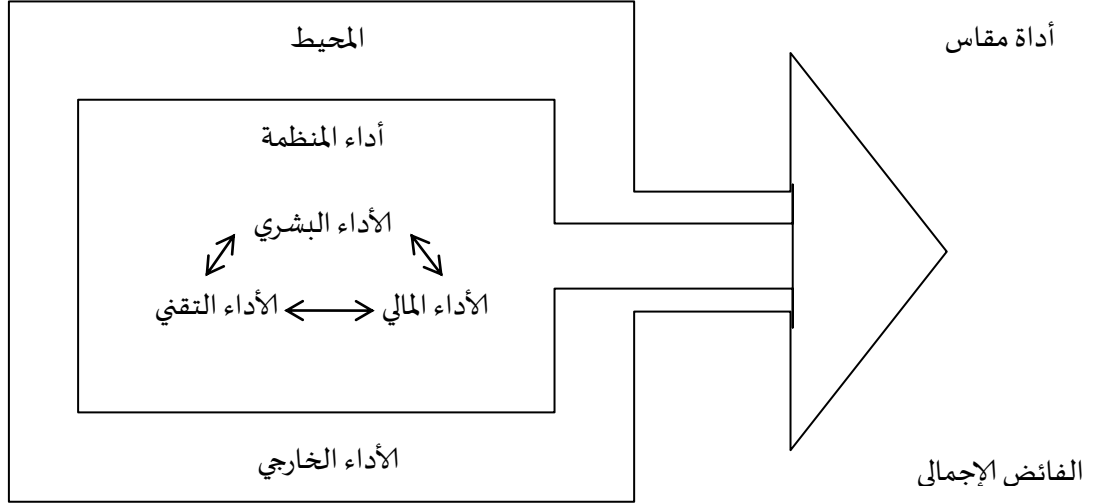 المحيط
أداة مقاس
أداء المنظمة
الأداء البشري
الأداء المالي
الأداء التقني
الأداء الخارجي
الفائض الإجمالي